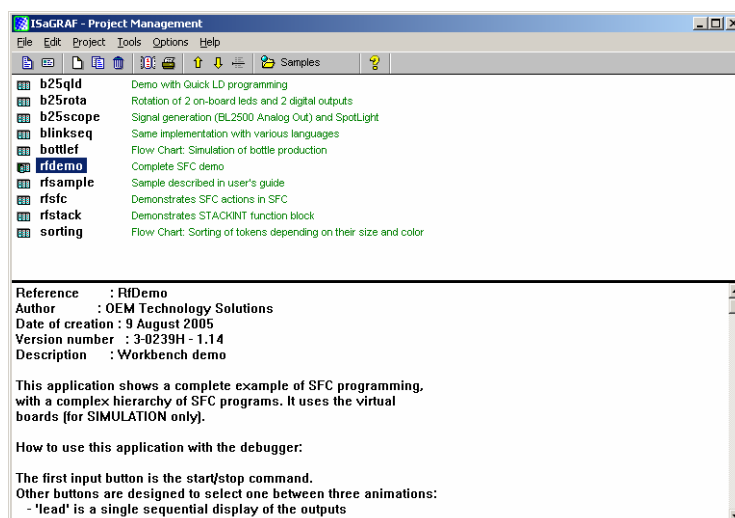 ISaGRAF - Project Management
File Edit Project Tools Options Help
Samples
b25qld Demo with Quick LD programming
b25rota Rotation of 2 on-board leds and 2 digital outputs
b25scope Signal generation (BL2500 Analog Out) and SpotLight
blinkseq Same implementation with various languages
bottlef Flow Chart: Simulation of bottle production
rfdemo Complete SFC demo
rfsample Sample described in user's guide
rfsfc Demonstrates SFC actions in SFC
rfstack Demonstrates STACKINT function block
sorting Flow Chart: Sorting of tokens depending on their size and color
Reference : RfDemo
Author : OEM Technology Solutions
Date of creation : 9 August 2005
Version number : 3-0239H - 1.14
Description : Workbench demo
This application shows a complete example of SFC programming,
with a complex hierarchy of SFC programs. It uses the virtual
boards (for SIMULATION only).
How to use this application with the debugger:
The first input button is the start/stop command.
Other buttons are designed to select one between three animations:
- 'lead' is a single sequential display of the outputs